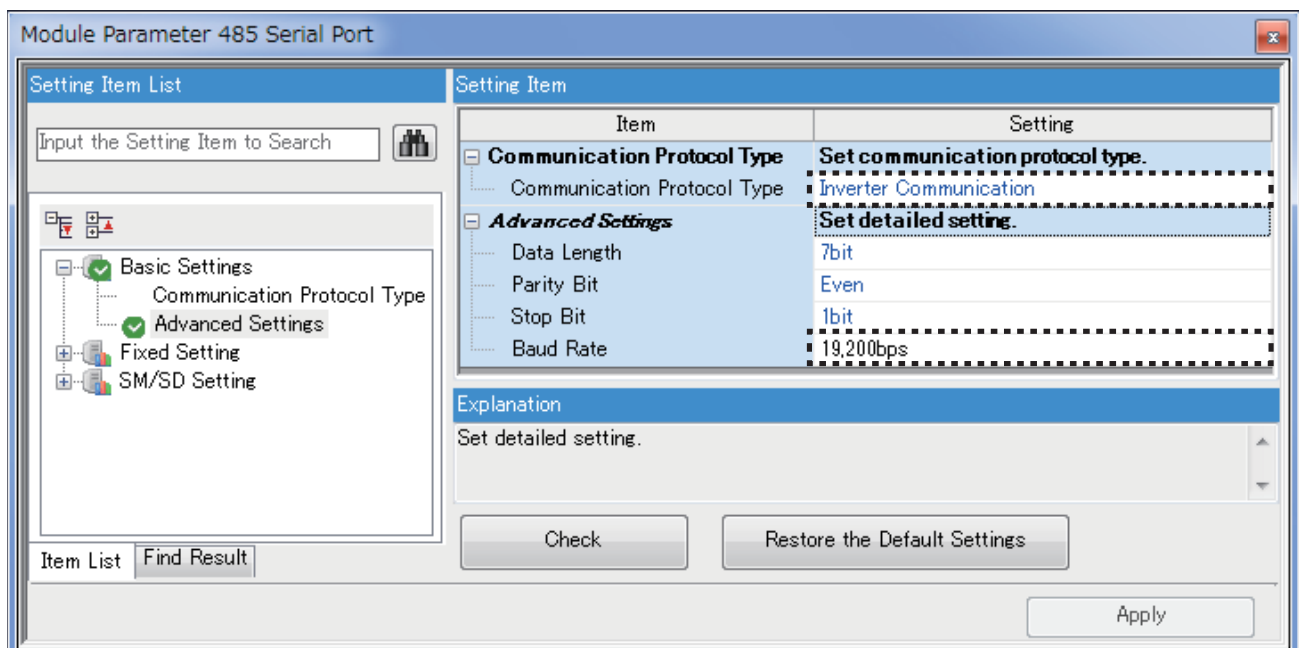 Module Parameter 485 Serial Port
Setting Item List
Input the Setting Item to Search
Basic Settings
Communication Protocol Type
Advanced Settings
Fixed Setting
SM/SD Setting
Item List Find Result
Setting Item
Item Setting
Communication Protocol Type Set communication protocol type.
Communication Protocol Type Inverter Communication
Advanced Settings Set detailed setting.
Data Length 7bit
Parity Bit Even
Stop Bit 1bit
Baud Rate 19,200bps
Explanation
Set detailed setting.
Check Restore the Default Settings
Apply